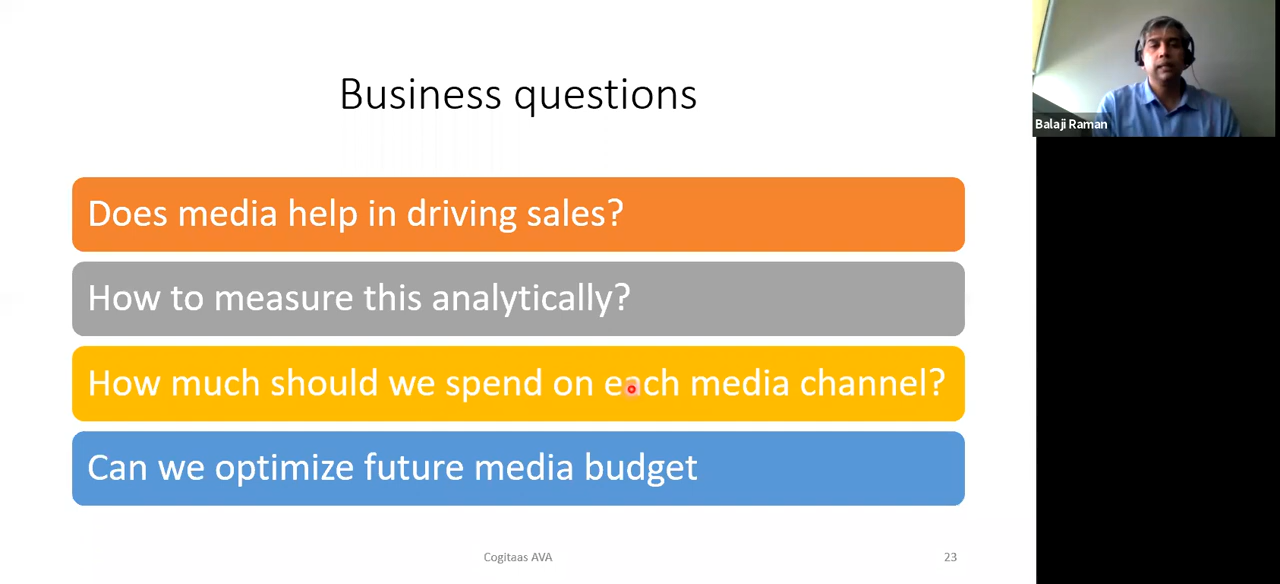 Business questions
Balaji Raman
Does media help in driving sales?
How to measure this analytically?
How much should we spend on each media channel?
Can we optimize future media budget
Cogitaas AVA
23